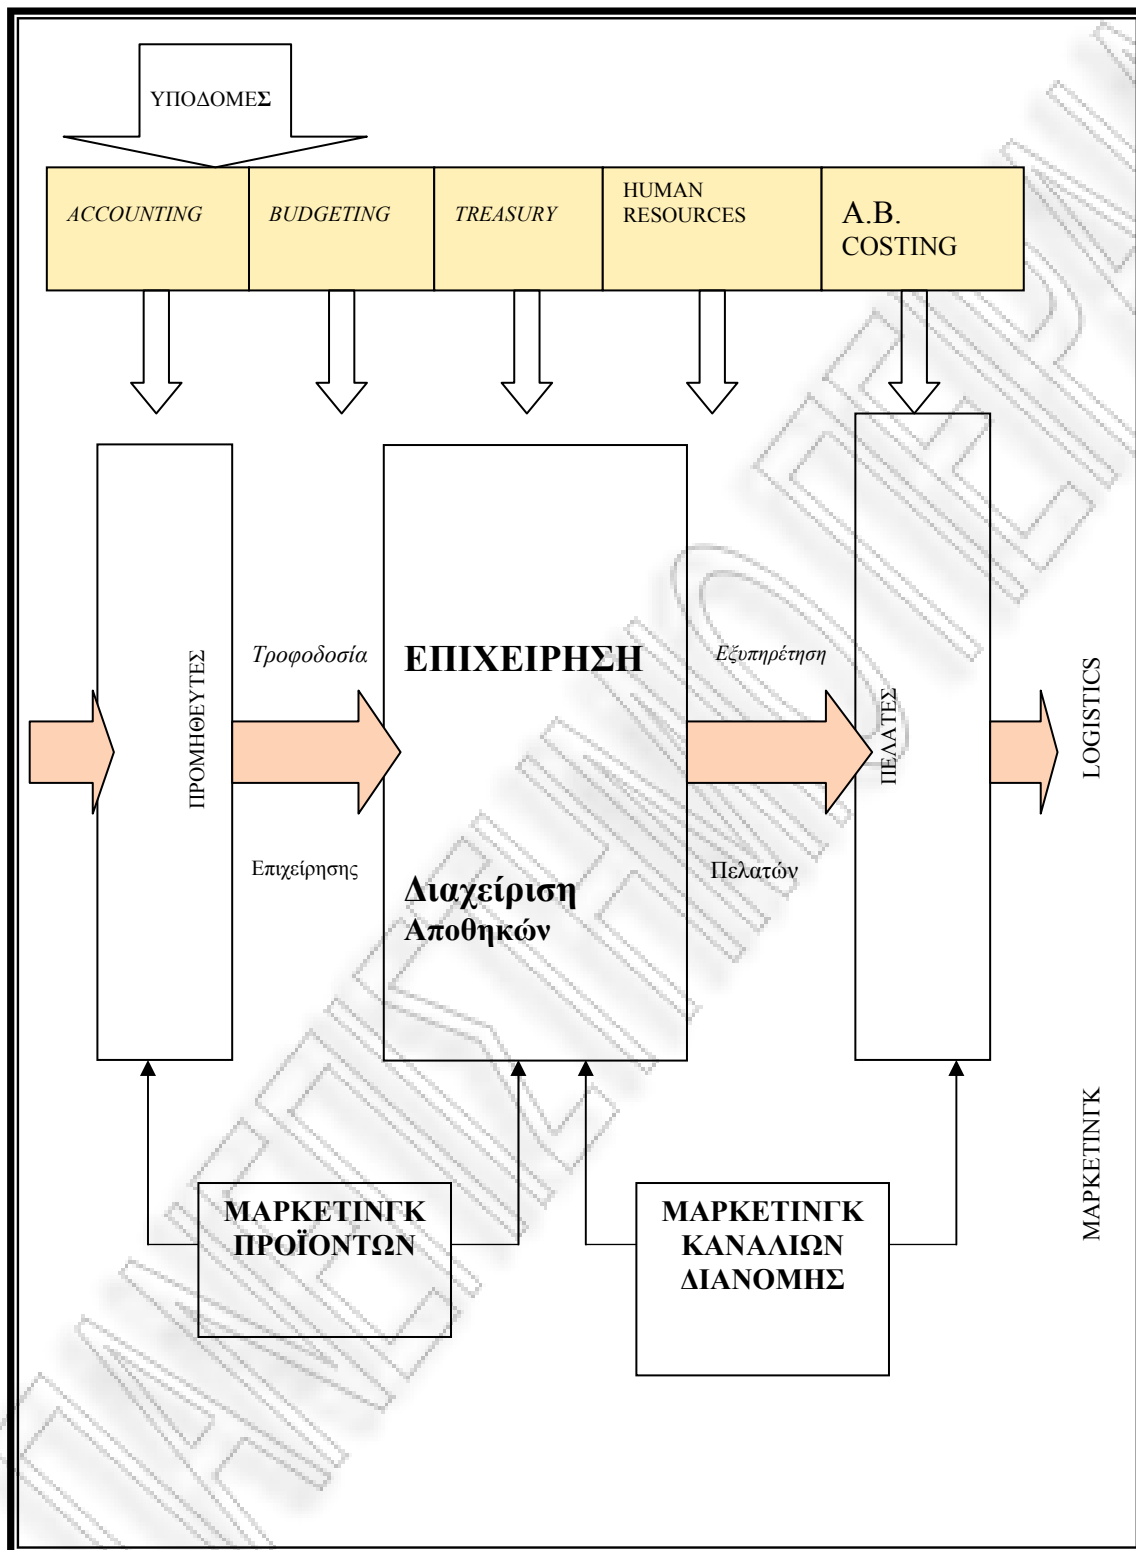 ΥΠΟΔΟΜΕΣ
ACCOUNTING
BUDGETING
TREASURY
HUMAN
RESOURCES
A.B.
COSTING
ΠΡΟΜΗΘΕΥΤΕΣ
Τροφοδοσία
Επιχείρησης
ΕΠΙΧΕΙΡΗΣΗ
Διαχείριση
Αποθηκών
Εξυπηρέτηση
Πελατών
ΠΕΛΑΤΕΣ
LOGISTICS
ΜΑΡΚΕΤΙΝΓΚ
ΜΑΡΚΕΤΙΝΓΚ
ΠΡΟΪΟΝΤΩΝ
ΜΑΡΚΕΤΙΝΓΚ
ΚΑΝΑΛΙΩΝ
ΔΙΑΝΟΜΗΣ
ΠΑΝΕΠΙΣΤΗΜΙΟ